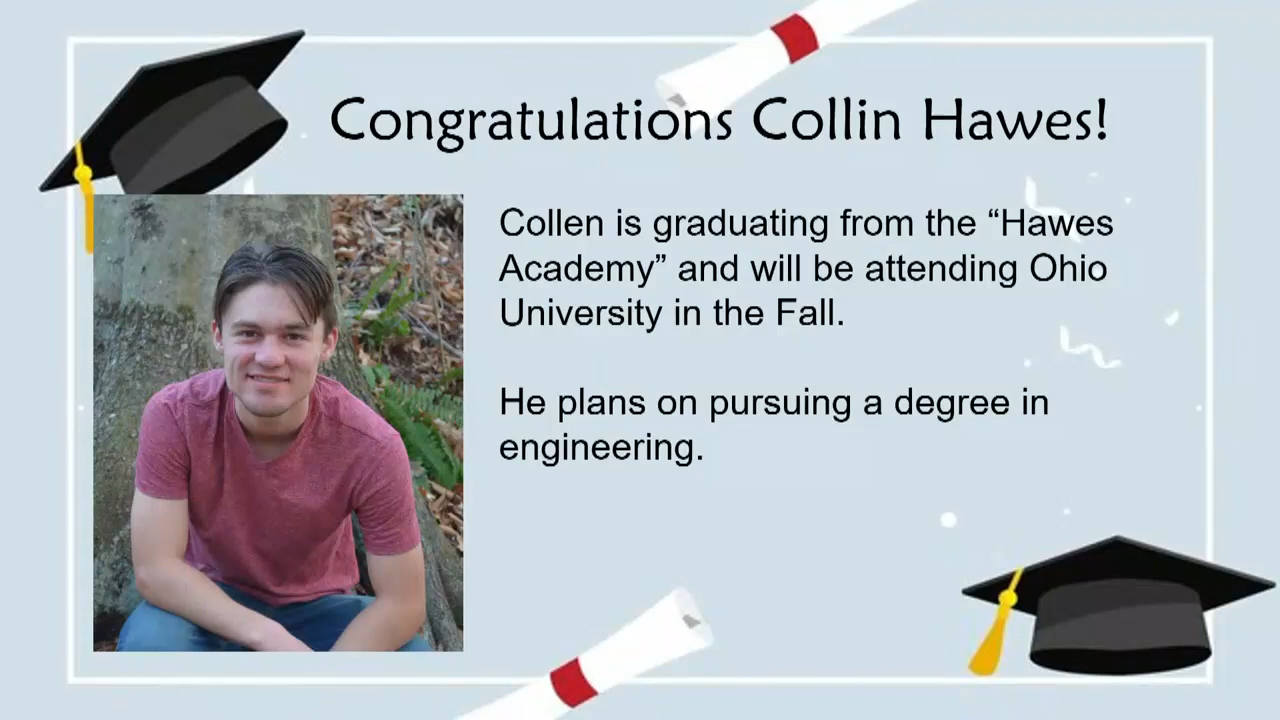 Congratulations Collin Hawes!
Collen is graduating from the “Hawes
Academy” and will be attending Ohio
University in the Fall.
He plans on pursuing a degree in
engineering.